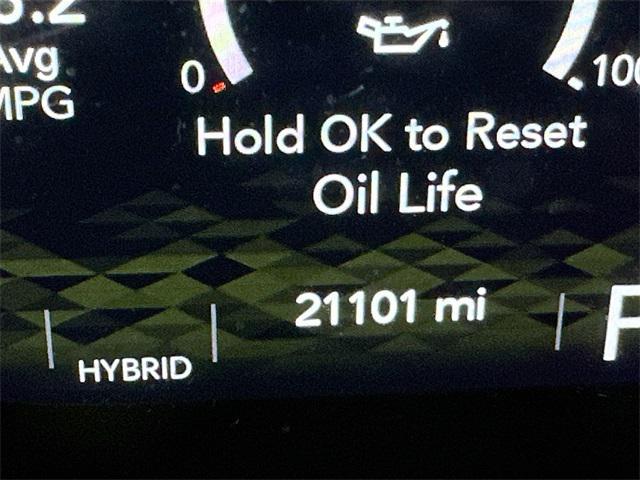 Avg
MPG
0
100
Hold OK to Reset
Oil Life
21101 mi
HYBRID